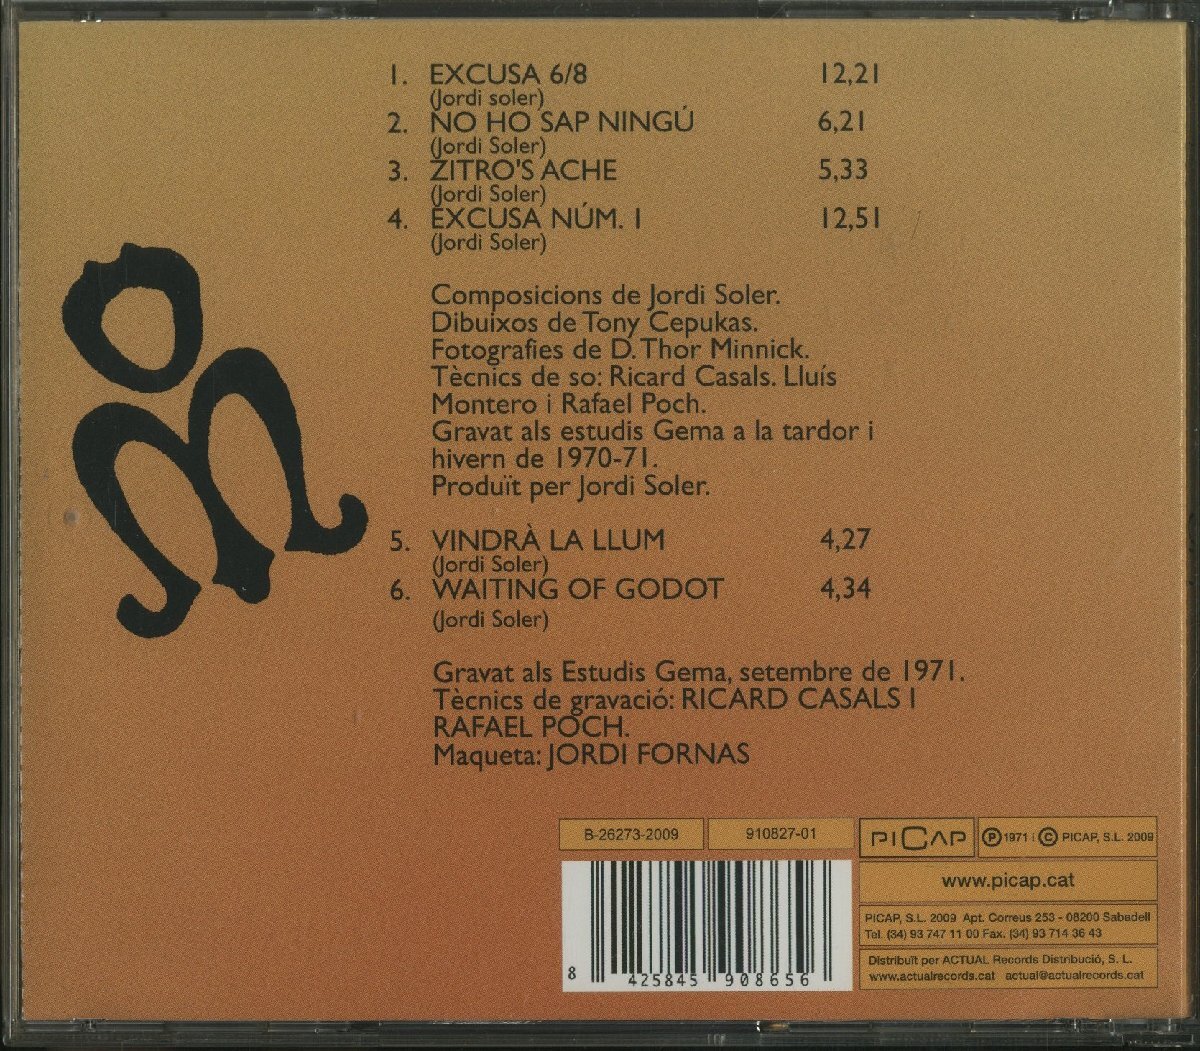 1. EXCUSA 6/8 12,21
(Jordi soler)
2. NO HO SAP NINGÚ 6,21
(Jordi Soler)
3. ZITRO'S ACHE 5,33
(Jordi Soler)
4. EXCUSA NÚM. I 12,51
(Jordi Soler)
Composicions de Jordi Soler.
Dibuixos de Tony Cepukas.
Fotografies de D. Thor Minnick.
Tècnics de so: Ricard Casals. Lluís
Montero i Rafael Poch.
Gravat als estudis Gema a la tardor i
hivern de 1970-71.
Produït per Jordi Soler.
5. VINDRÀ LA LLUM 4,27
(Jordi Soler)
6. WAITING OF GODOT 4,34
(Jordi Soler)
Gravat als Estudis Gema, setembre de 1971.
Tècnics de gravació: RICARD CASALS I
RAFAEL POCH.
Maqueta: JORDI FORNAS
B-26273-2009 910827-01 PICAP Ⓟ 1971 i © PICAP, S.L. 2009
www.picap.cat
PICAP, S.L. 2009 Apt. Correus 253 - 08200 Sabadell
Tel. (34) 93 747 11 00 Fax. (34) 93 714 36 43
Distribuït per ACTUAL Records Distribució, S. L.
www.actualrecords.cat actual@actualrecords.cat
8 425845 908656